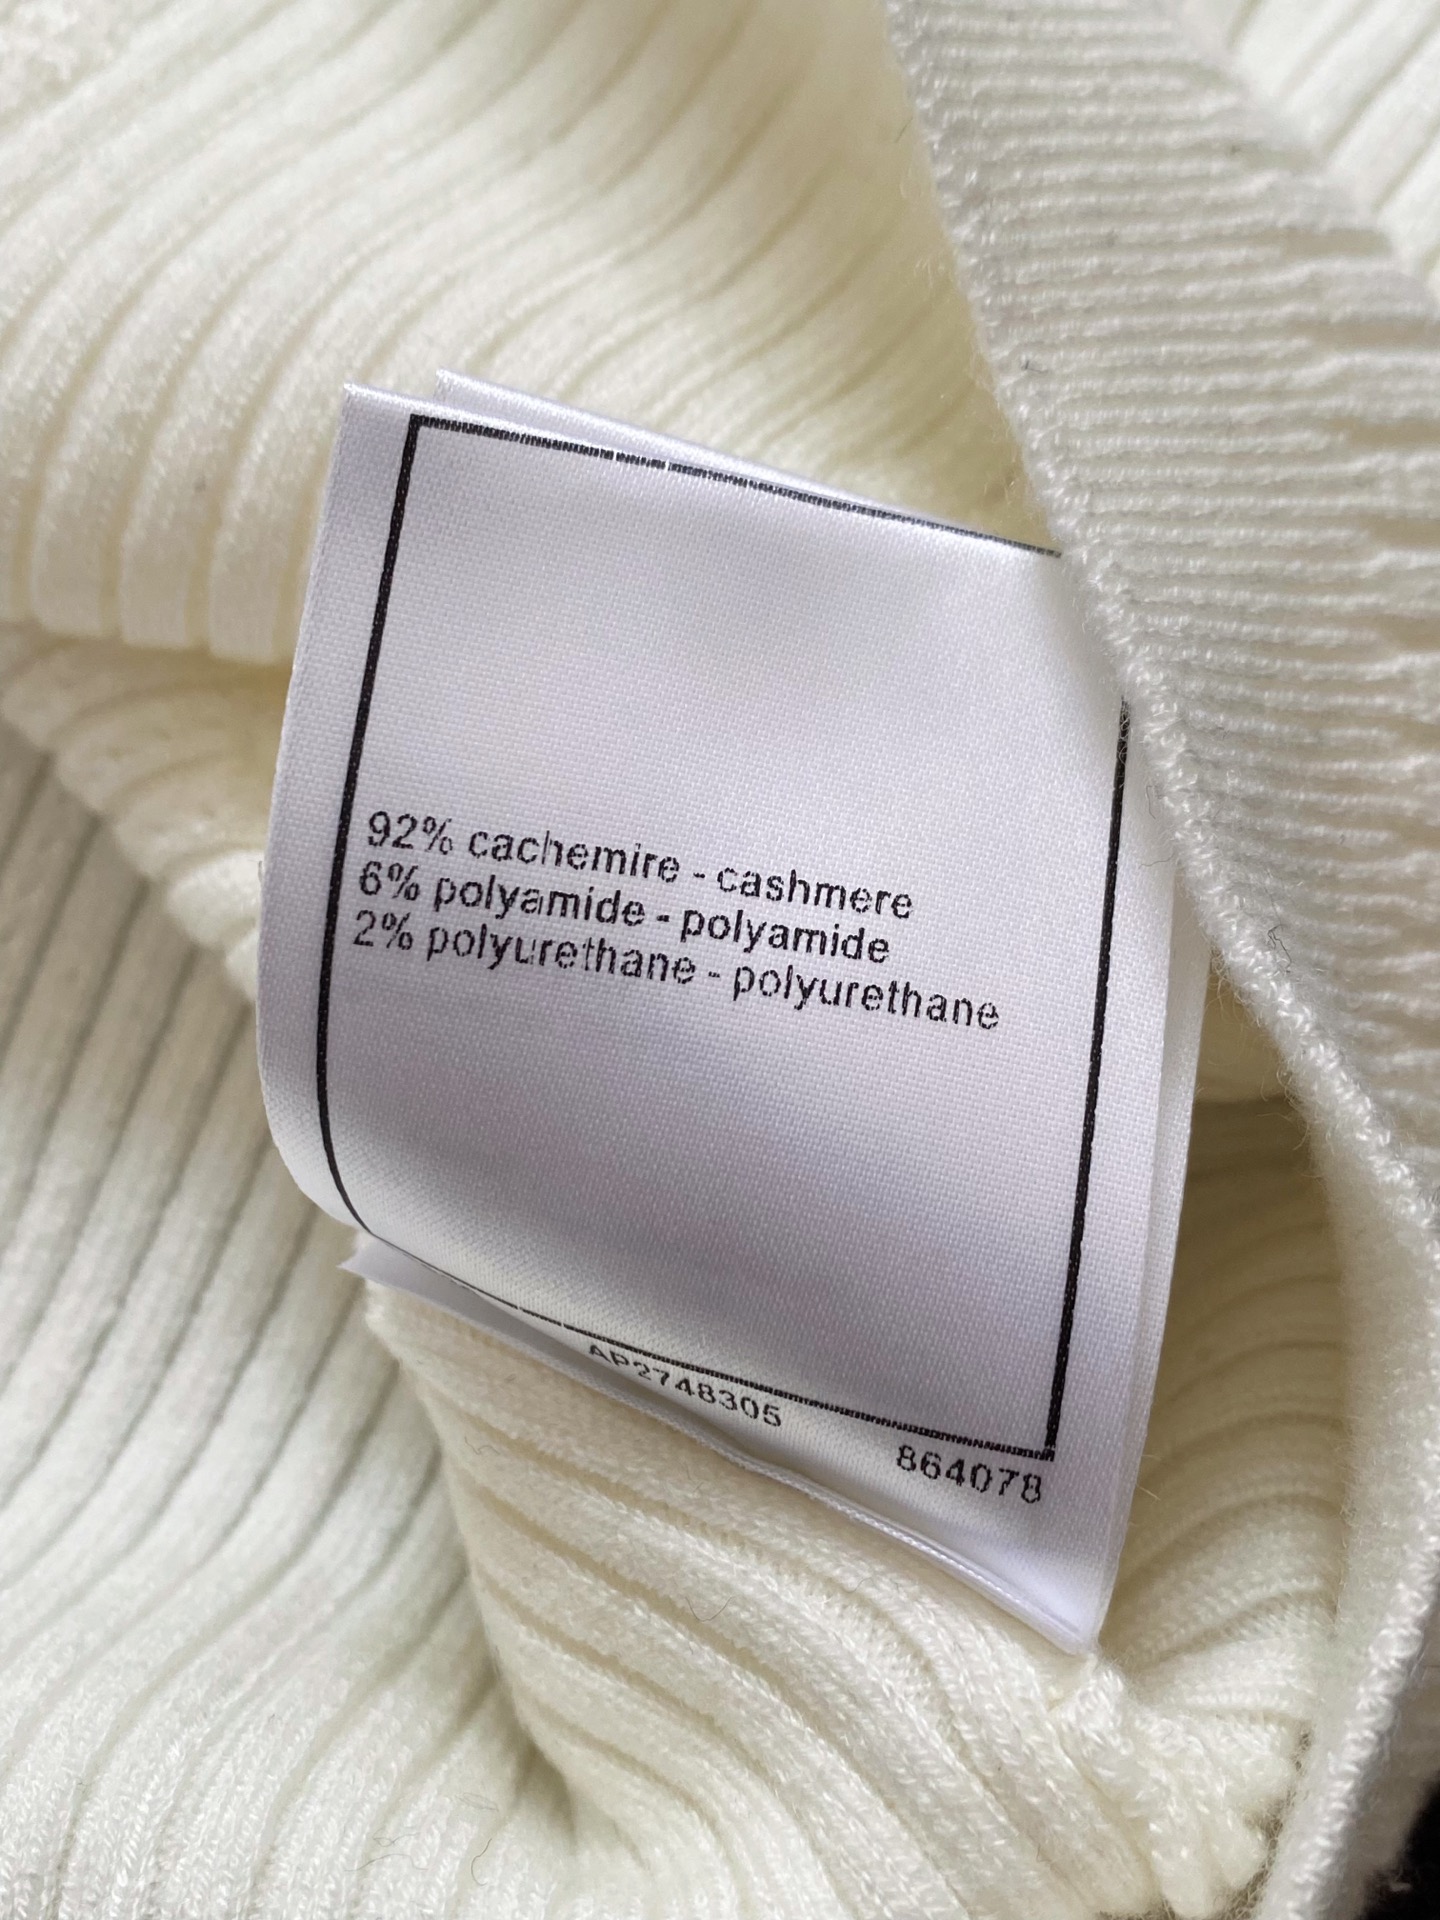 92% cachemire - cashmere
6% polyamide - polyamide
2% polyurethane - polyurethane
AP2748305
864078